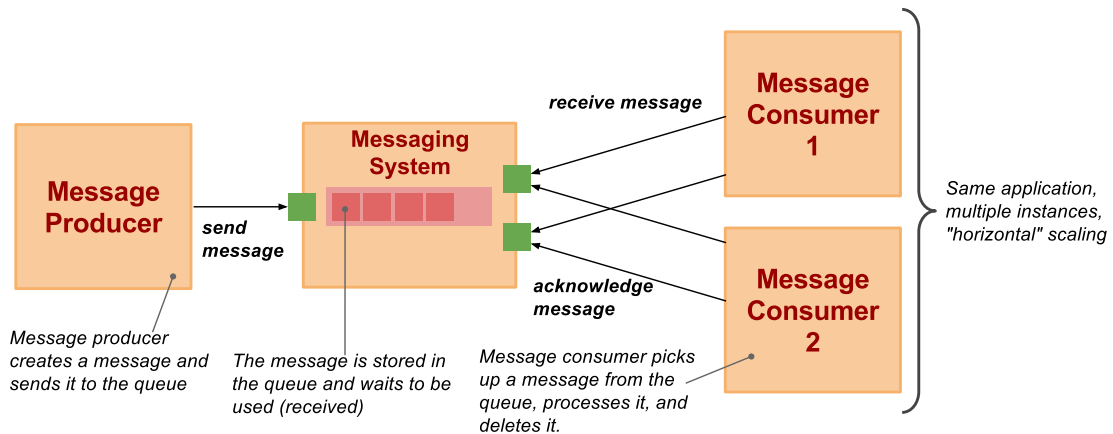 Message
Producer
send
message
Message producer
creates a message and
sends it to the queue
Messaging
System
The message is stored in
the queue and waits to be
used (received)
receive message
acknowledge
message
Message
Consumer
1
Message
Consumer
2
Message consumer picks
up a message from the
queue, processes it, and
deletes it.
Same application,
multiple instances,
"horizontal" scaling